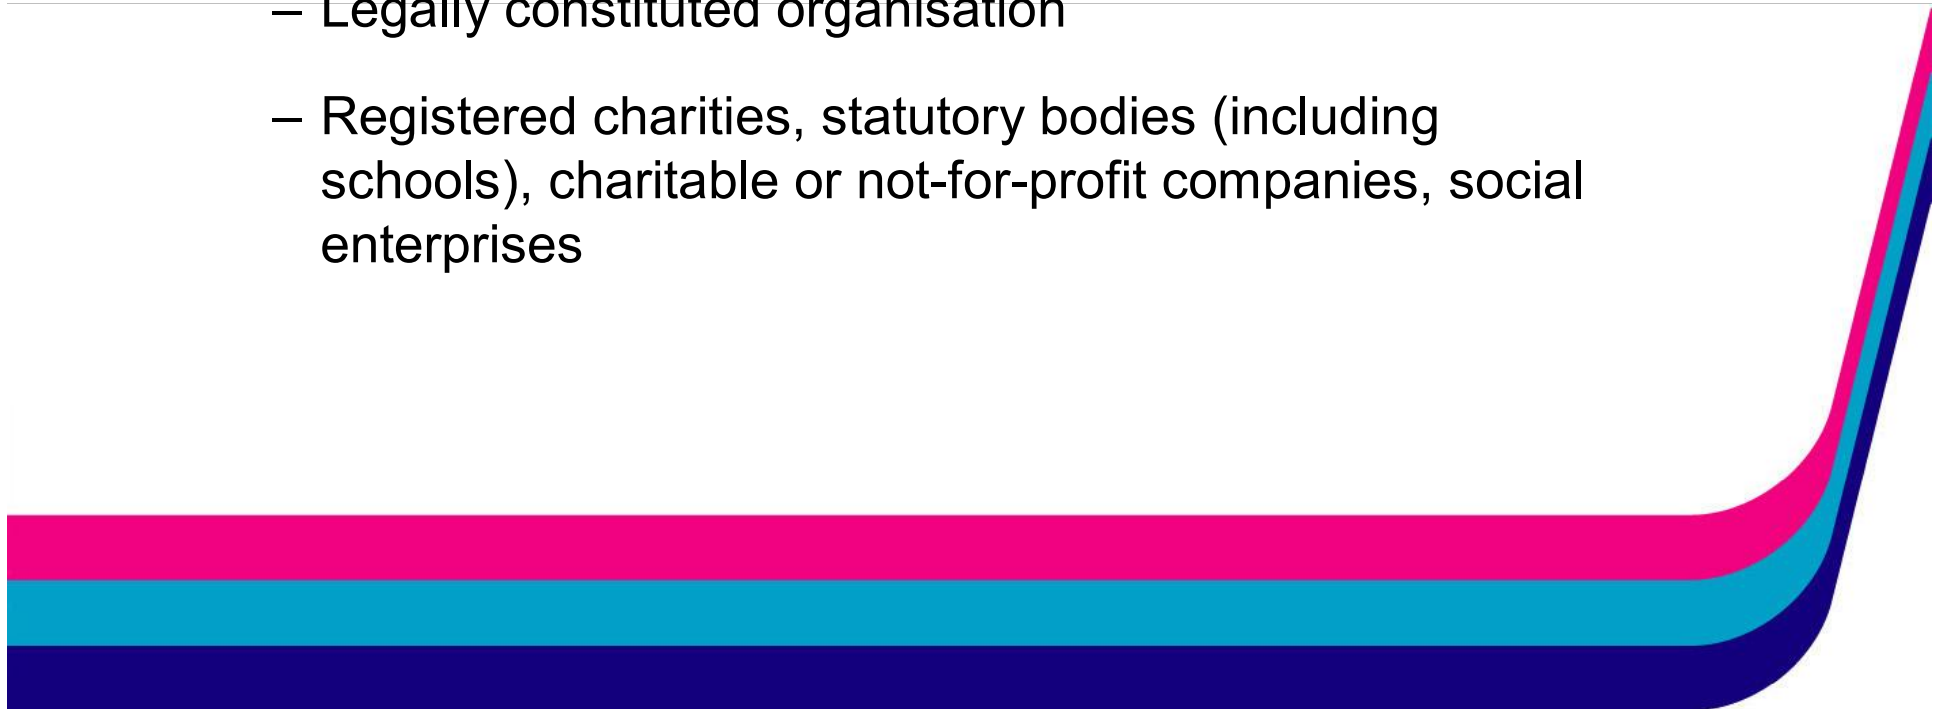 – Legally constituted organisation
– Registered charities, statutory bodies (including
schools), charitable or not-for-profit companies, social
enterprises